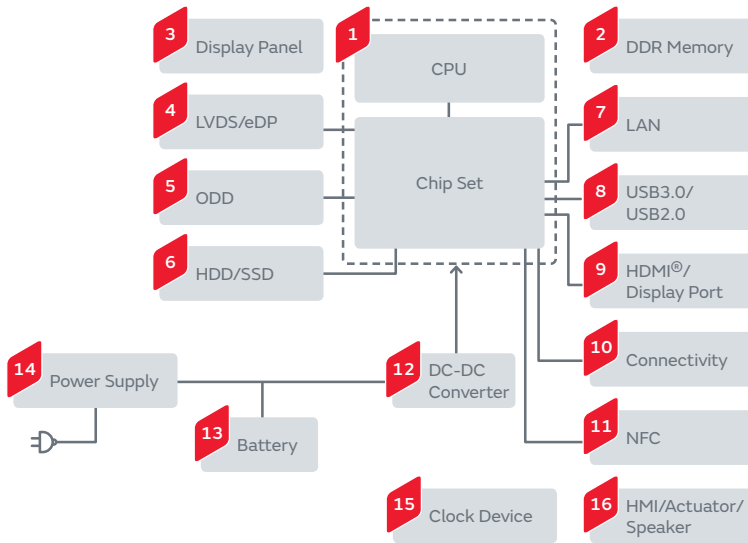 3
Display Panel
1
CPU
2
DDR Memory
4
LVDS/eDP
Chip Set
7
LAN
5
ODD
8
USB3.0/
USB2.0
6
HDD/SSD
9
HDMI®/
Display Port
14
Power Supply
12
DC-DC
Converter
10
Connectivity
13
Battery
11
NFC
15
Clock Device
16
HMI/Actuator/
Speaker